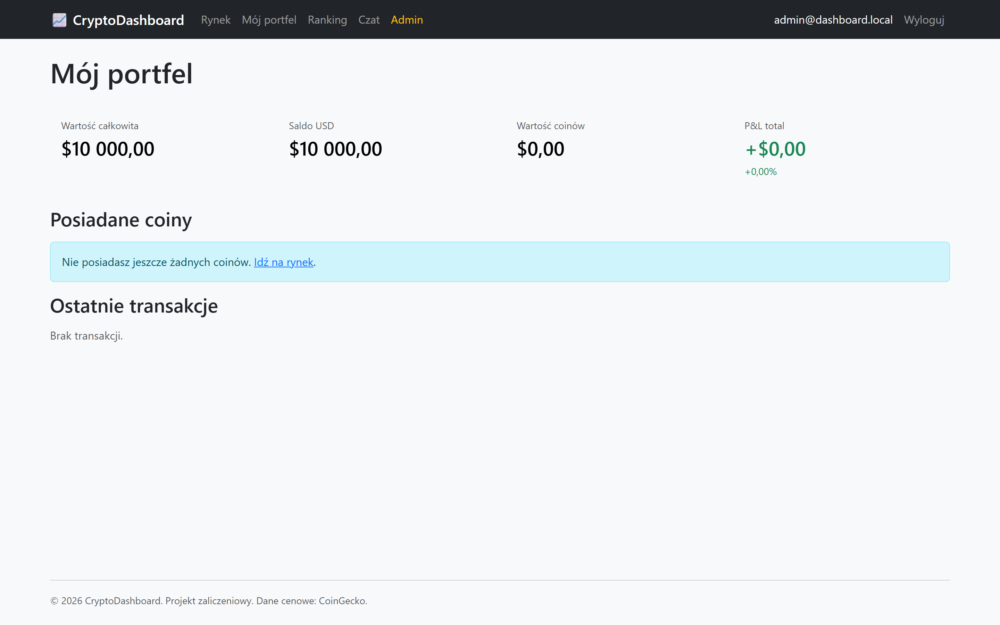 CryptoDashboard Rynek Mój portfel Ranking Czat Admin admin@dashboard.local Wyloguj
Mój portfel
Wartość całkowita Saldo USD Wartość coinów P&L total
$10 000,00 $10 000,00 $0,00 +$0,00
+0,00%
Posiadane coiny
Nie posiadasz jeszcze żadnych coinów. Idź na rynek.
Ostatnie transakcje
Brak transakcji.
© 2026 CryptoDashboard. Projekt zaliczeniowy. Dane cenowe: CoinGecko.